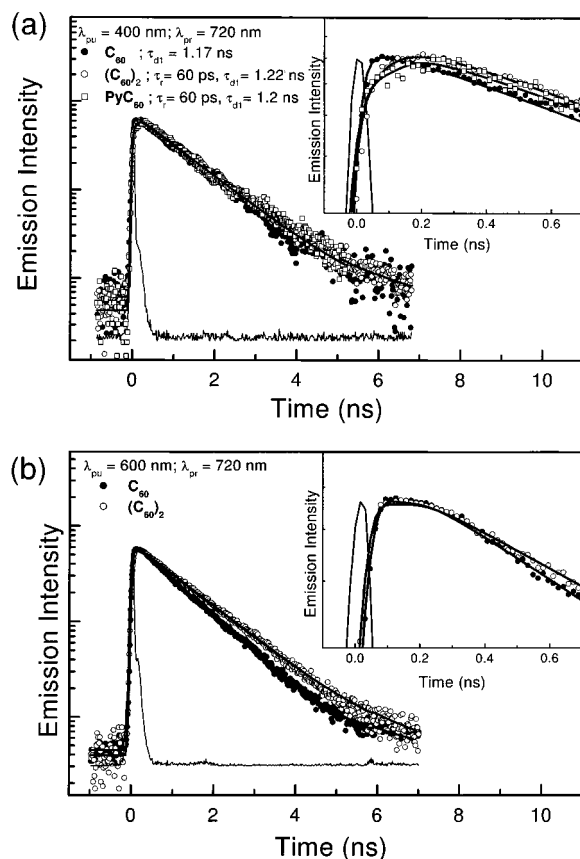 (a)
λpu = 400 nm; λpr = 720 nm
● C60 ; τd1 = 1.17 ns
○ (C60)2 ; τr = 60 ps, τd1 = 1.22 ns
□ PyC60 ; τr = 60 ps, τd1 = 1.2 ns
Emission Intensity
0.0 0.2 0.4 0.6
Time (ns)
Emission Intensity
0 2 4 6 8 10
Time (ns)
(b)
λpu = 600 nm; λpr = 720 nm
● C60
○ (C60)2
Emission Intensity
0.0 0.2 0.4 0.6
Time (ns)
Emission Intensity
0 2 4 6 8 10
Time (ns)